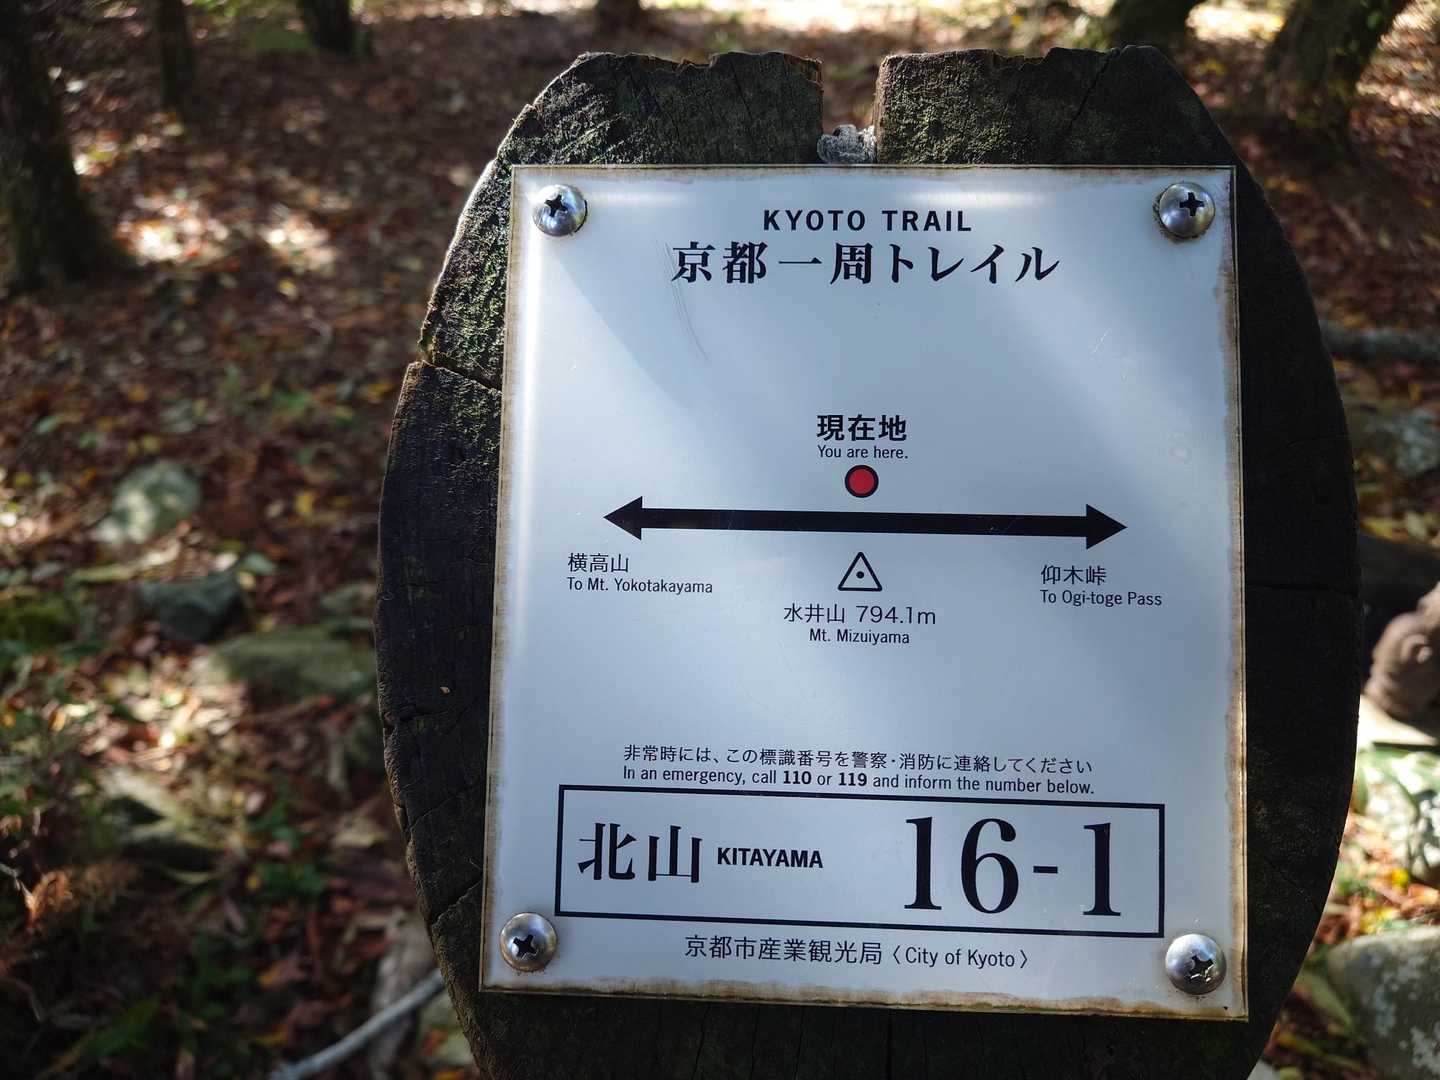 KYOTO TRAIL
京都一周トレイル
現在地
You are here.
横高山
To Mt. Yokotakayama
仰木峠
To Ogi-toge Pass
水井山 794.1m
Mt. Mizuiyama
非常時には、この標識番号を警察・消防に連絡してください
In an emergency, call 110 or 119 and inform the number below.
北山 KITAYAMA 16-1
京都市産業観光局〈City of Kyoto〉